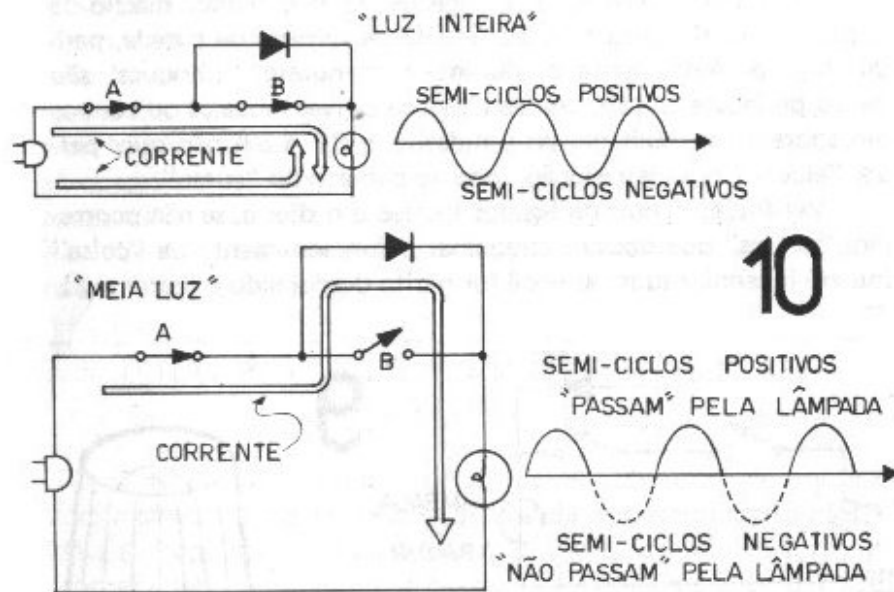 "LUZ INTEIRA"
A
B
CORRENTE
SEMI-CICLOS POSITIVOS
SEMI-CICLOS NEGATIVOS
10
"MEIA LUZ"
A
B
CORRENTE
SEMI-CICLOS POSITIVOS
"PASSAM" PELA LÂMPADA
SEMI-CICLOS NEGATIVOS
"NÃO PASSAM" PELA LÂMPADA